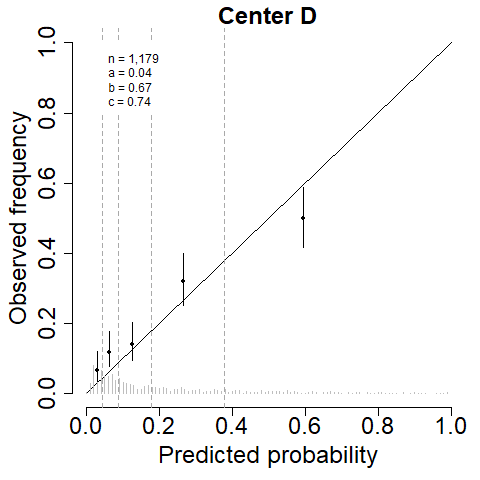 Center D
n = 1,179
a = 0.04
b = 0.67
c = 0.74
Observed frequency
1.0
0.8
0.6
0.4
0.2
0.0
0.0 0.2 0.4 0.6 0.8 1.0
Predicted probability